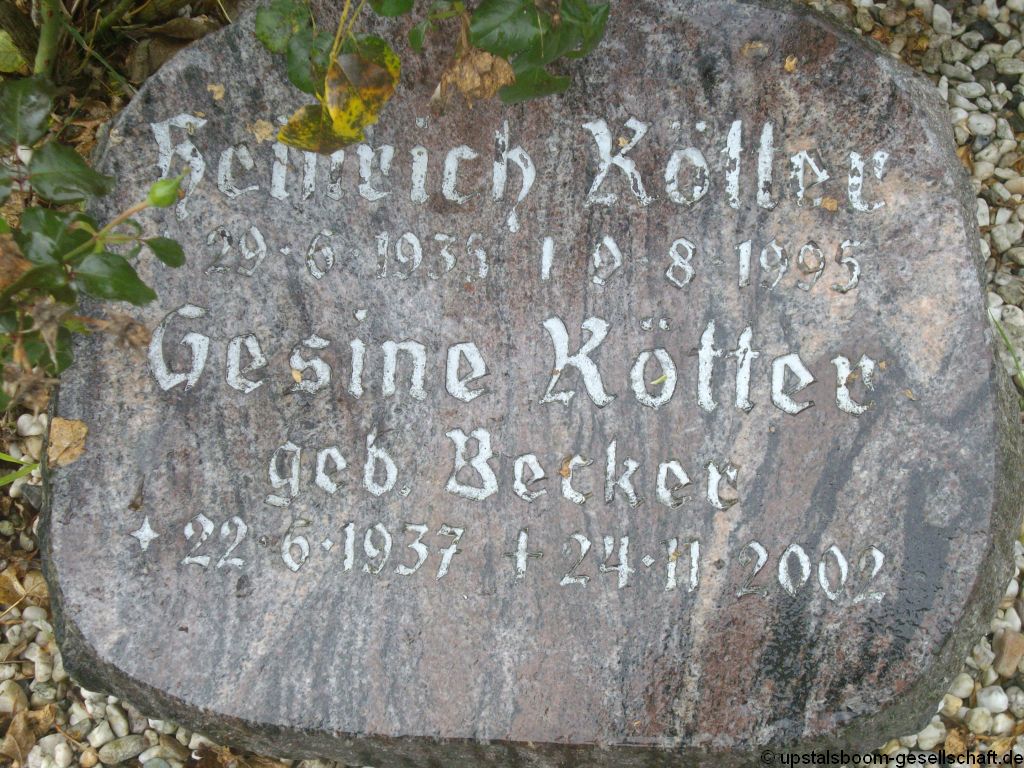 Heinrich Kötter
29·6·1935 † 9·8·1995
Gesine Kötter
geb. Becker
✶ 22·6·1937 † 24·11 2002
© upstalsboom-gesellschaft.de